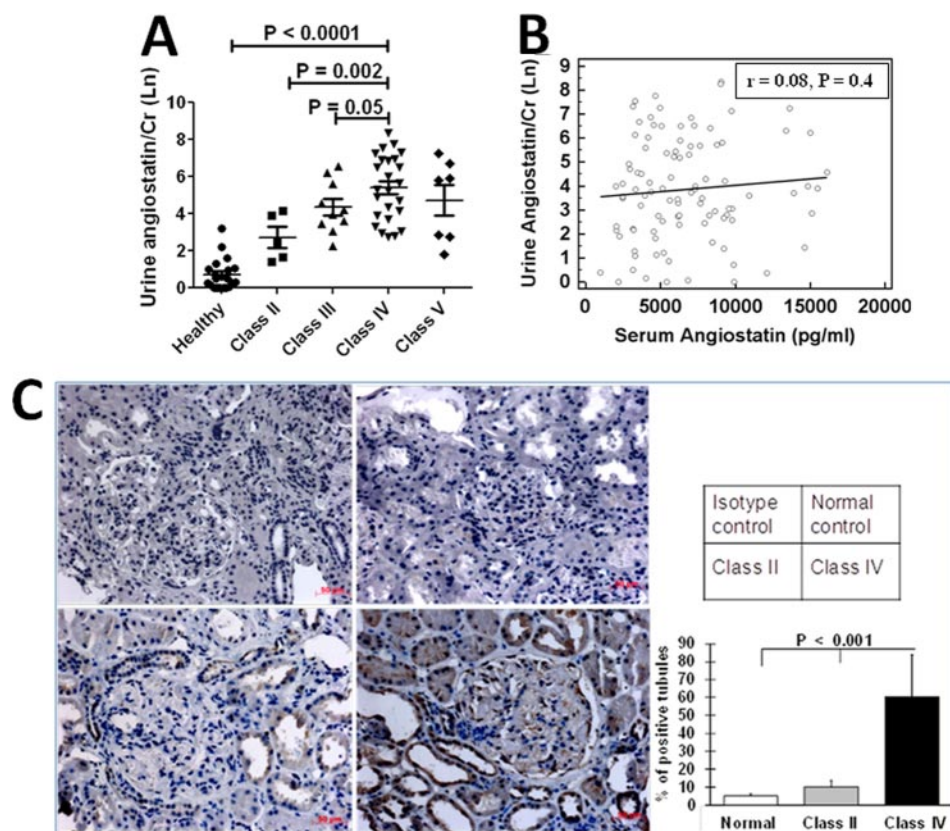 A
P < 0.0001
P = 0.002
P = 0.05
Urine angiostatin/Cr (Ln)
10
8
6
4
2
0
Healthy
Class II
Class III
Class IV
Class V
B
r = 0.08, P = 0.4
Urine Angiostatin/Cr (Ln)
9
8
7
6
5
4
3
2
1
0
0
5000
10000
15000
20000
Serum Angiostatin (pg/ml)
C
Isotype control
Normal control
Class II
Class IV
P < 0.001
% of positive tubules
90
80
70
60
50
40
30
20
10
0
Normal
Class II
Class IV